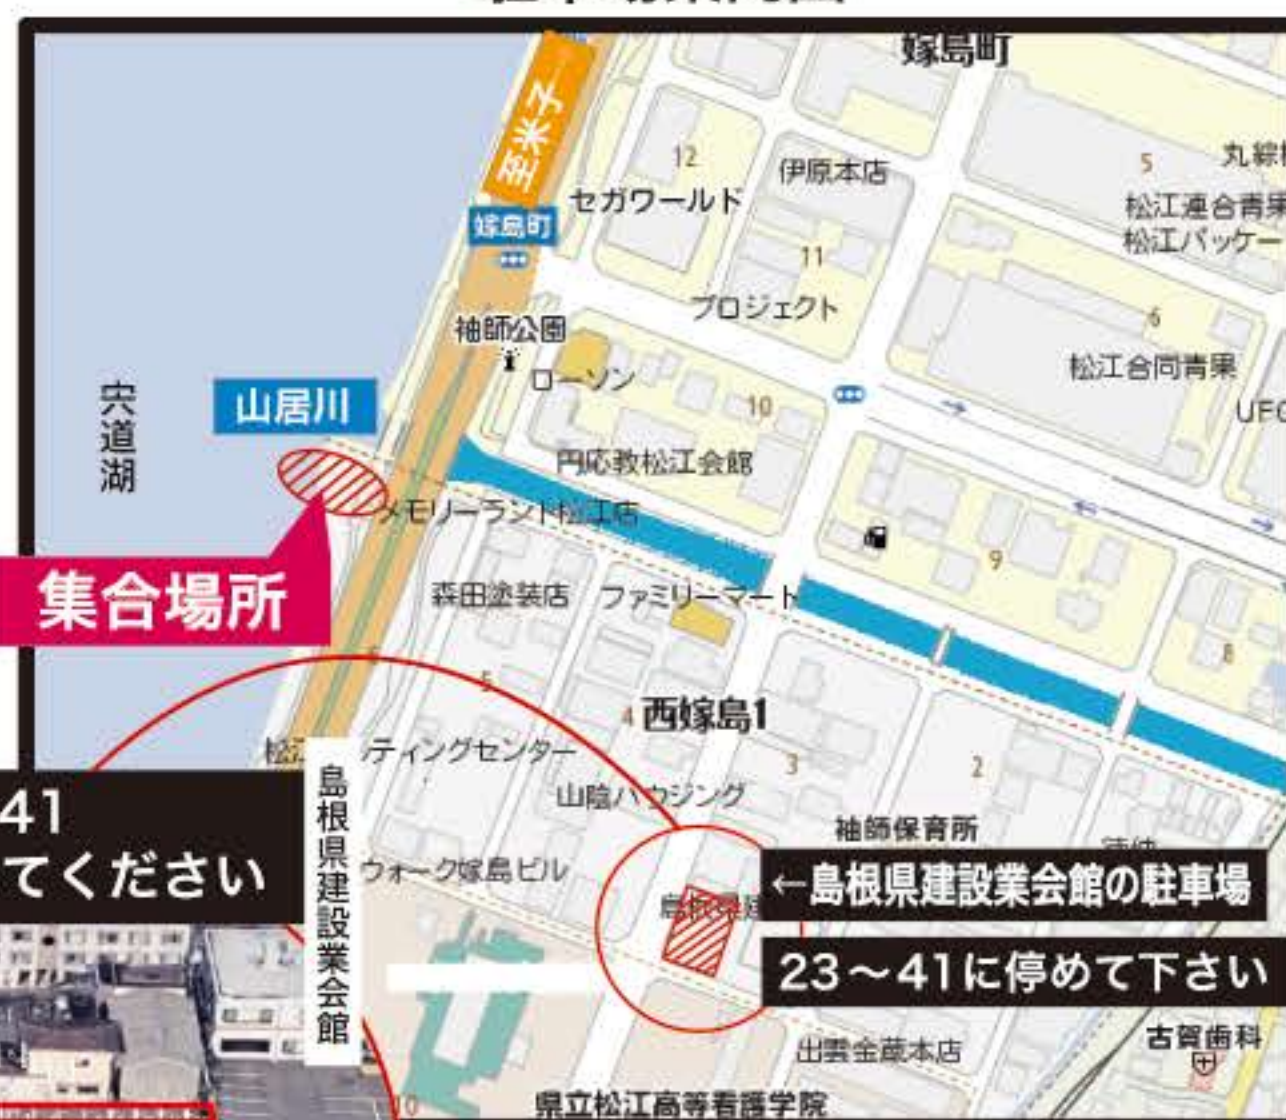 嫁島町
至米子
12
伊原本店
5
セガワールド
松江連合青果
松江パッケー
嫁島町
11
プロジェクト
6
袖師公園
ローソン
松江合同青果
宍道湖
山居川
10
UFC
円応教松江会館
メモリーランド松江店
9
集合場所
森田塗装店
ファミリーマート
8
5
4
西嫁島1
3
2
ティングセンター
山陰ハウジング
41
てください
島根県建設業会館
袖師保育所
ウォーク嫁島ビル
←島根県建設業会館の駐車場
23～41に停めて下さい
出雲金蔵本店
古賀歯科
10
県立松江高等看護学院